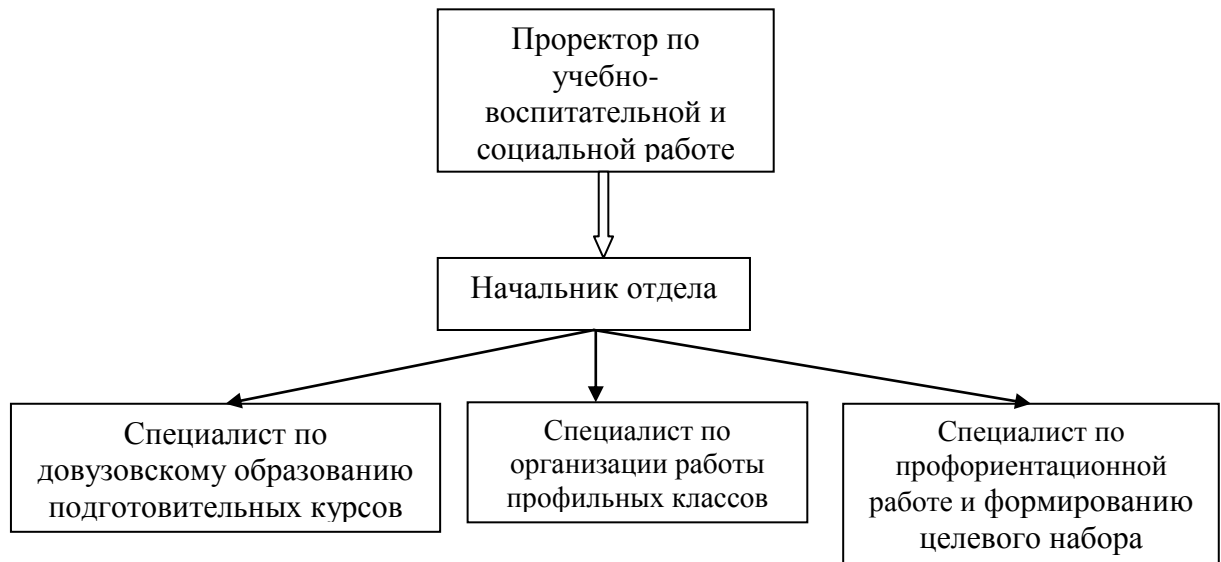 Проректор по
учебно-
воспитательной и
социальной работе
Начальник отдела
Специалист по
довузовскому образованию
подготовительных курсов
Специалист по
организации работы
профильных классов
Специалист по
профориентационной
работе и формированию
целевого набора